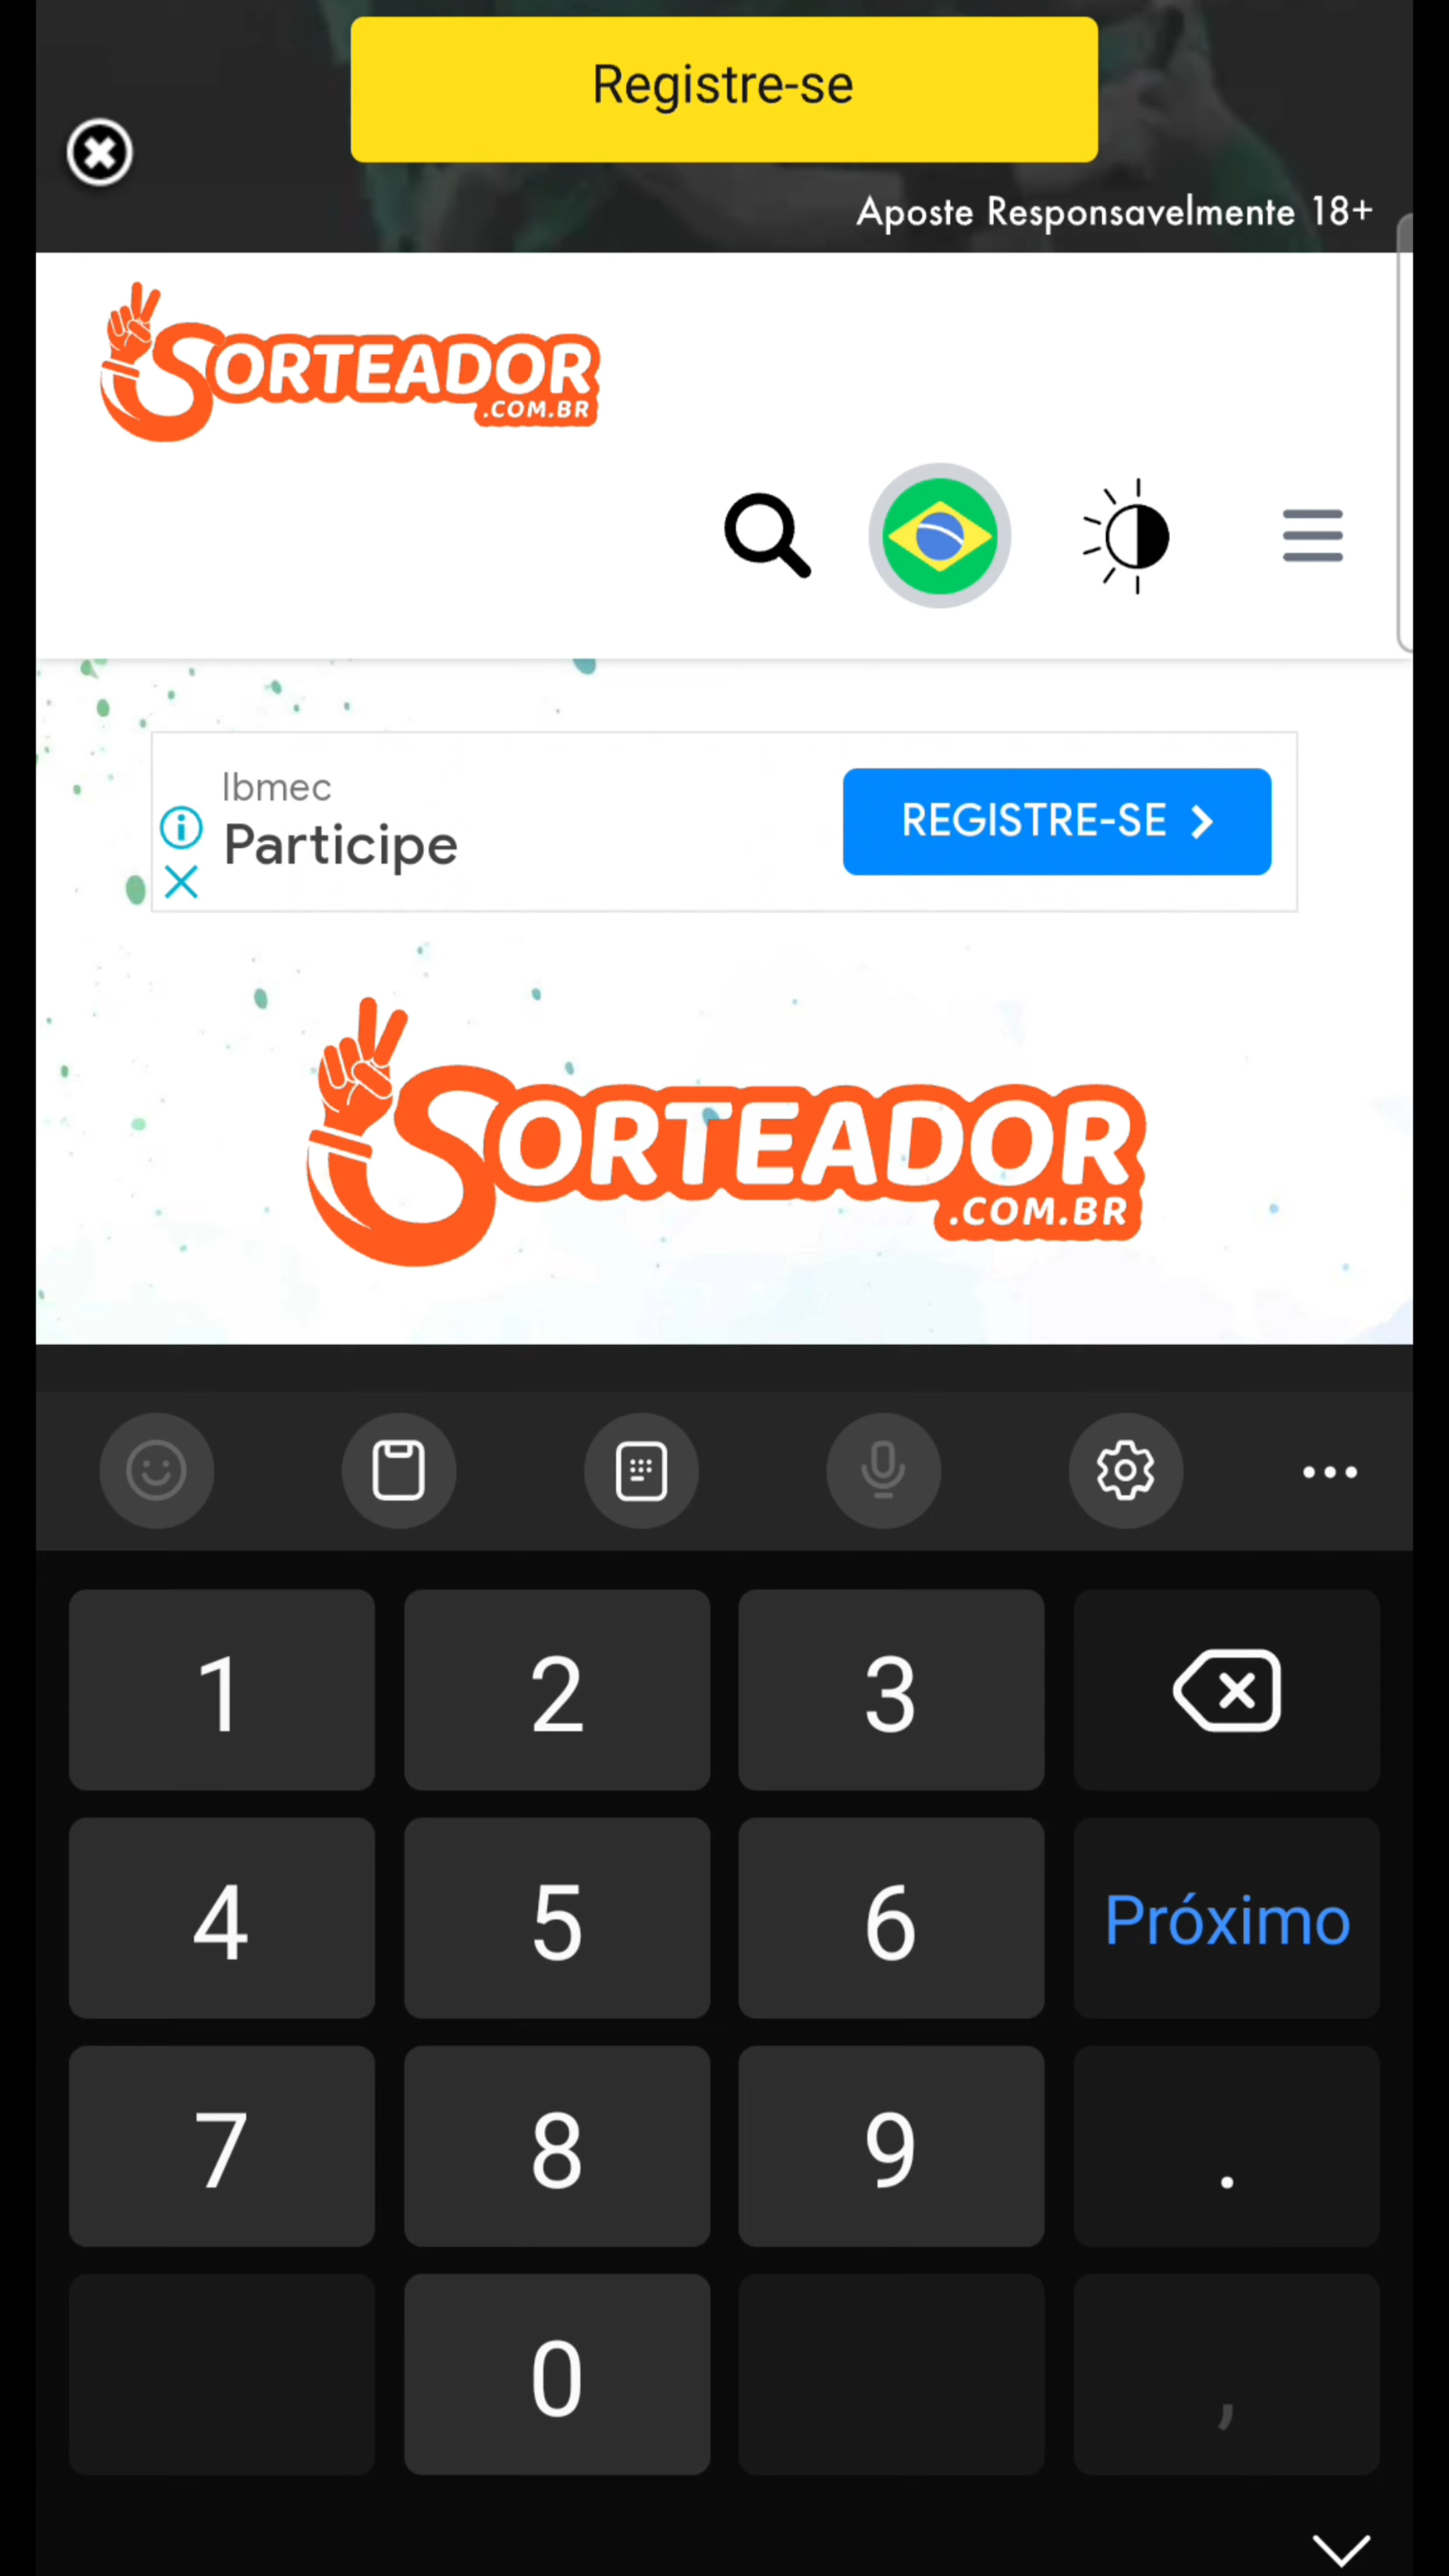 Registre-se
Aposte Responsavelmente 18+
SORTEADOR
.COM.BR
Ibmec
Participe
REGISTRE-SE
SORTEADOR
.COM.BR
1 2 3
4 5 6 Próximo
7 8 9 .
0 ,